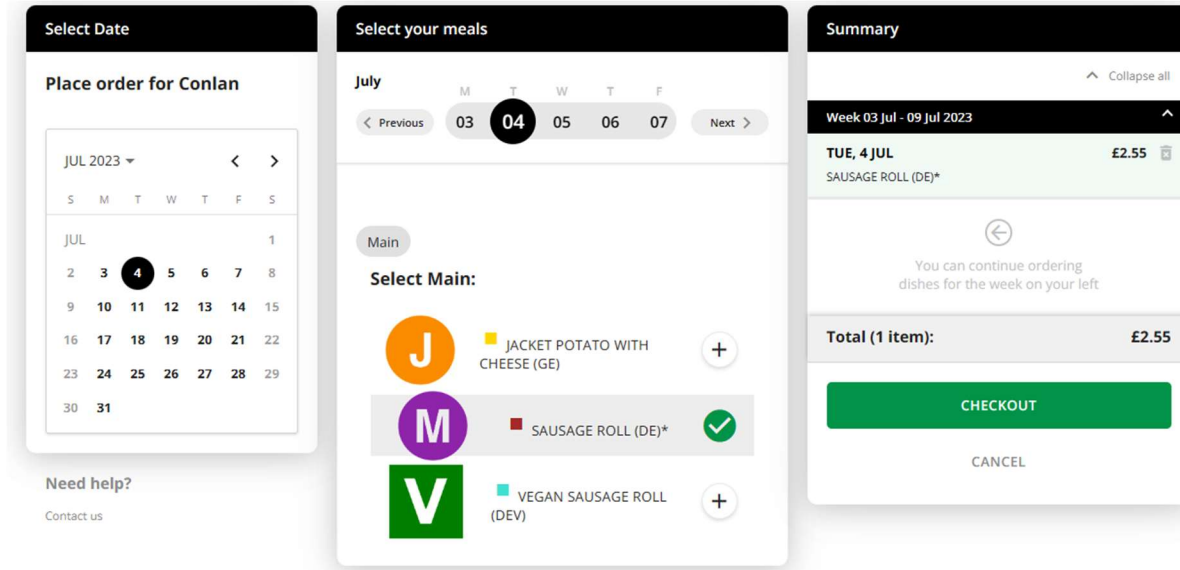 Select Date
Place order for Conlan
JUL 2023
S M T W T F S
JUL 1
2 3 4 5 6 7 8
9 10 11 12 13 14 15
16 17 18 19 20 21 22
23 24 25 26 27 28 29
30 31
Need help?
Contact us
Select your meals
July
M T W T F
Previous 03 04 05 06 07 Next
Main
Select Main:
J
JACKET POTATO WITH
CHEESE (GE)
M
SAUSAGE ROLL (DE)*
V
VEGAN SAUSAGE ROLL
(DEV)
Summary
Collapse all
Week 03 Jul - 09 Jul 2023
TUE, 4 JUL £2.55
SAUSAGE ROLL (DE)*
You can continue ordering
dishes for the week on your left
Total (1 item): £2.55
CHECKOUT
CANCEL